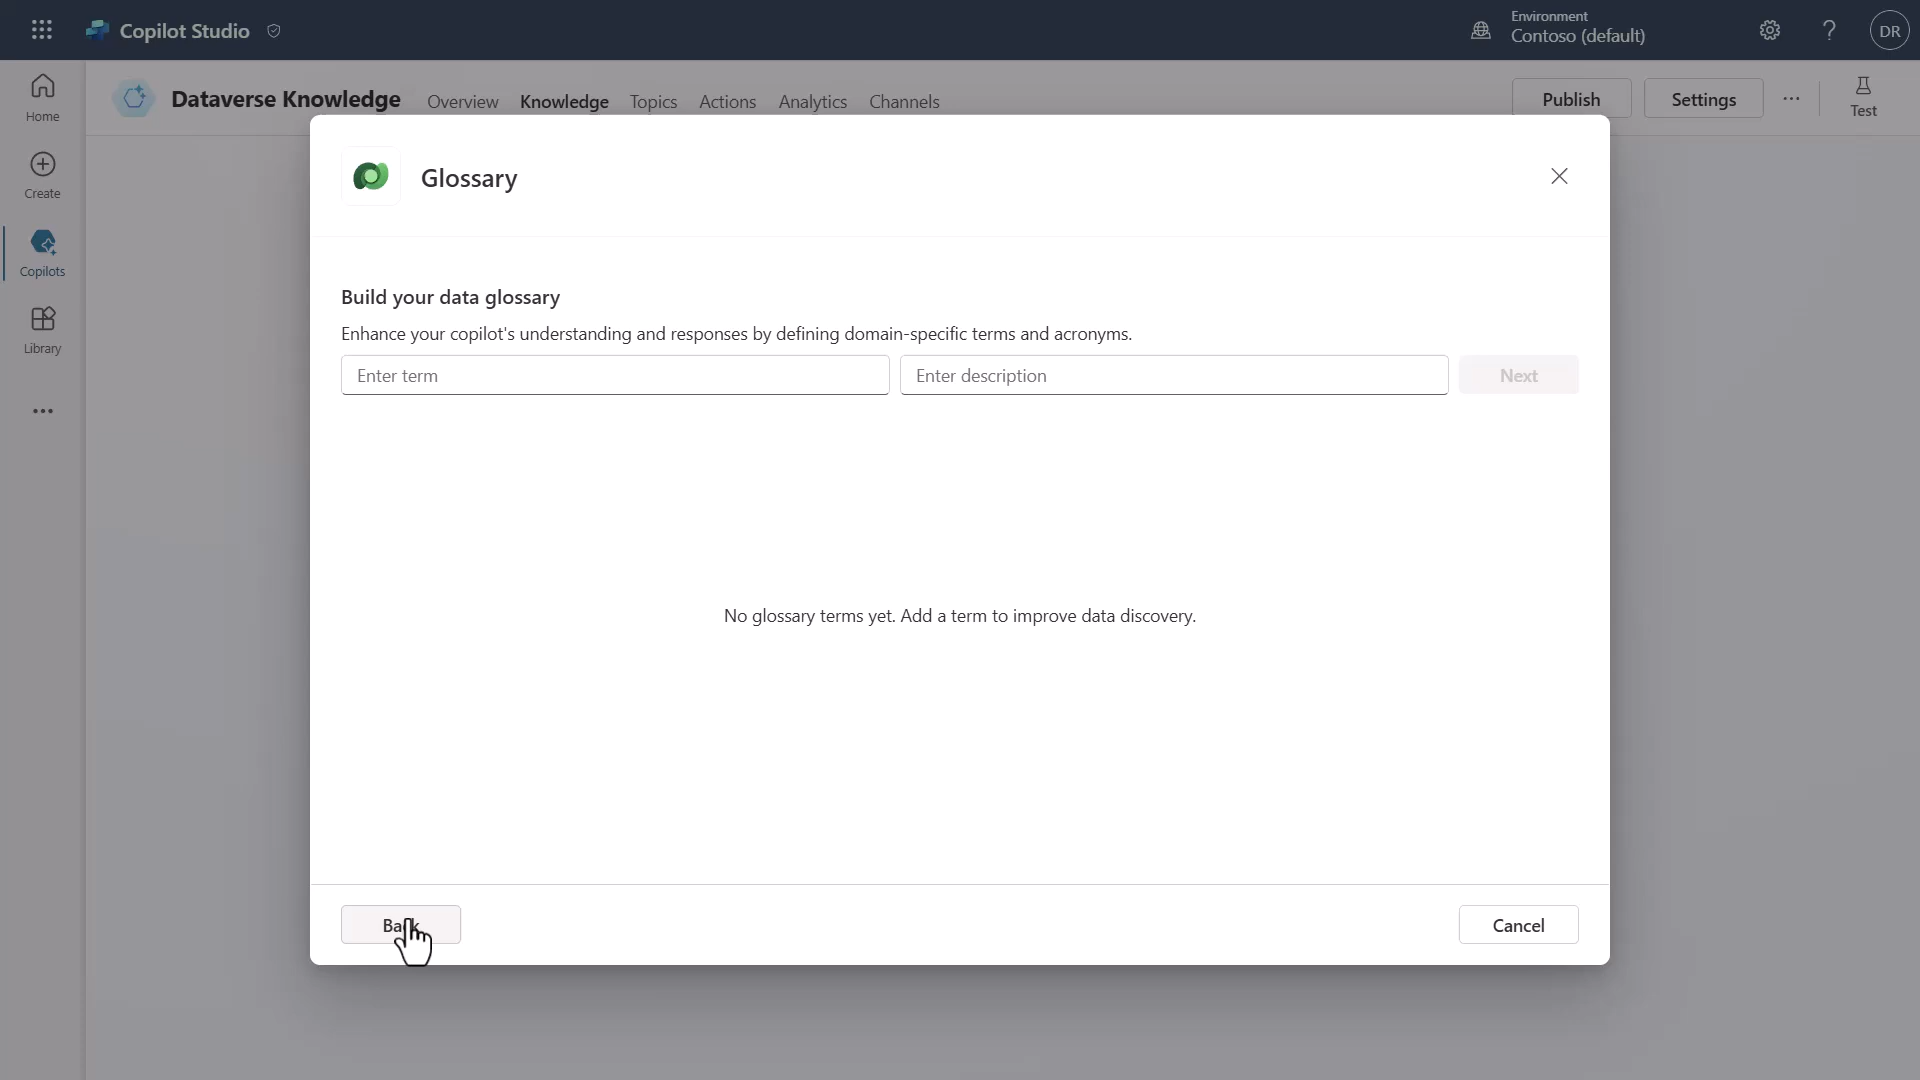 Copilot Studio
Environment
Contoso (default)
DR
Home
Create
Copilots
Library
Dataverse Knowledge
Overview
Knowledge
Topics
Actions
Analytics
Channels
Publish
Settings
Test
Glossary
Build your data glossary
Enhance your copilot's understanding and responses by defining domain-specific terms and acronyms.
Enter term
Enter description
Next
No glossary terms yet. Add a term to improve data discovery.
Back
Cancel